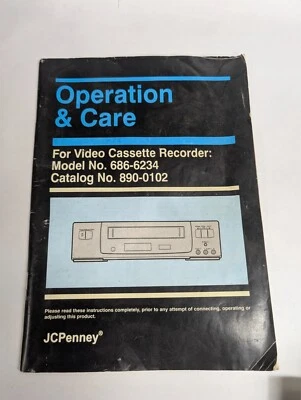 Operation
& Care
For Video Cassette Recorder:
Model No. 686-6234
Catalog No. 890-0102
Please read these instructions completely, prior to any attempt of connecting, operating or
adjusting this product.
JCPenney®